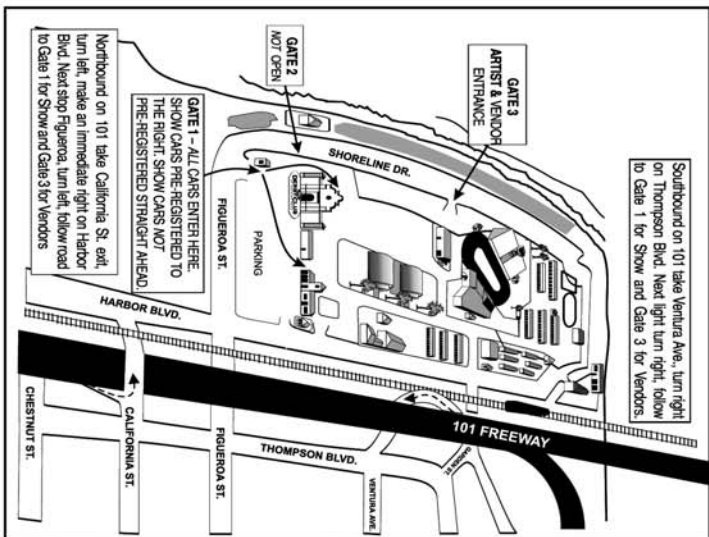 Southbound on 101 take Ventura Ave., turn right
on Thompson Blvd. Next light turn right, follow
to Gate 1 for Show and Gate 3 for Vendors.
GATE 3
ARTIST & VENDOR
ENTRANCE
GATE 2
NOT OPEN
GATE 1 – ALL CARS ENTER HERE.
SHOW CARS PRE-REGISTERED TO
THE RIGHT. SHOW CARS NOT
PRE-REGISTERED STRAIGHT AHEAD.
Northbound on 101 take California St. exit,
turn left, make an immediate right on Harbor
Blvd. Next stop Figueroa, turn left, follow road
to Gate 1 for Show and Gate 3 for Vendors
SHORELINE DR.
FIGUEROA ST.
PARKING
HARBOR BLVD.
101 FREEWAY
THOMPSON BLVD.
GARDEN ST.
VENTURA AVE.
FIGUEROA ST.
CALIFORNIA ST.
CHESTNUT ST.